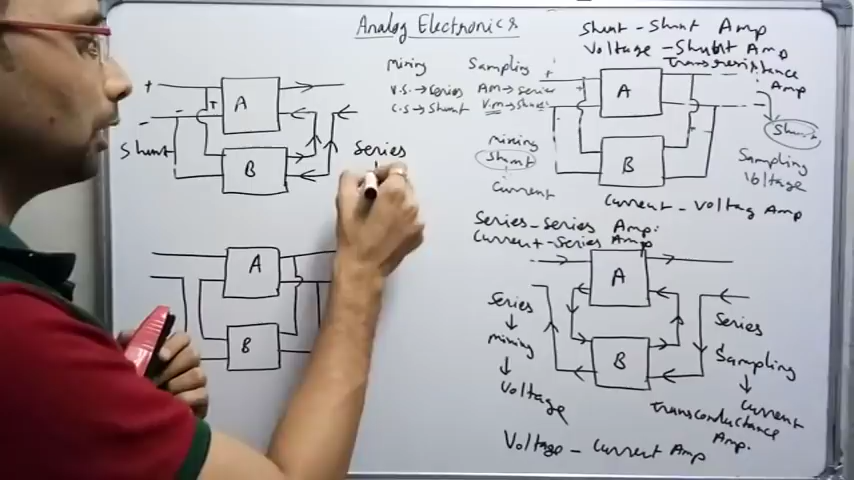 Analog Electronics
mixing Sampling
V.S. → Series Am → Series
C.S → Shunt V.m → Shunt
+
-
T
A
B
Shunt
Series
A
B
Shunt - Shunt Amp
Voltage - Shunt Amp
Transresistance
Amp
+
+
-
A
B
Shunt
Sampling
Voltage
mixing
Shunt
Current
Current - Voltag Amp
Series - Series Amp:
Current - Series Amp
A
B
Series
mixing
Voltage
Series
Sampling
Current
Transconductance
Amp.
Voltage - Current Amp